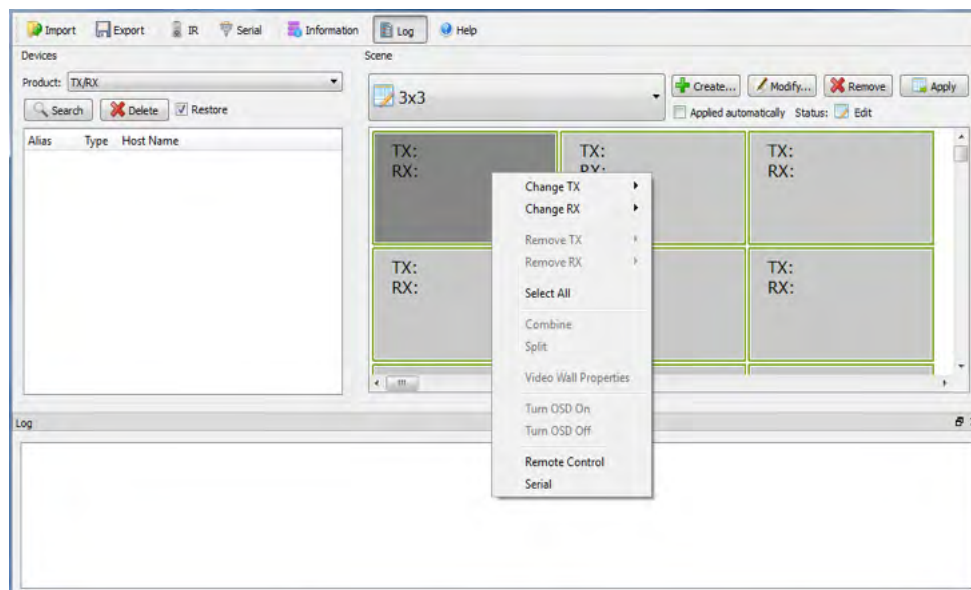 Import Export IR Serial Information Log Help
Devices
Scene
Product: TX/RX
Search Delete Restore
Alias Type Host Name
3x3
Create... Modify... Remove Apply
Applied automatically Status: Edit
TX:
RX:
TX:
RX:
TX:
RX:
TX:
RX:
TX:
RX:
Change TX
Change RX
Remove TX
Remove RX
Select All
Combine
Split
Video Wall Properties
Turn OSD On
Turn OSD Off
Remote Control
Serial
Log